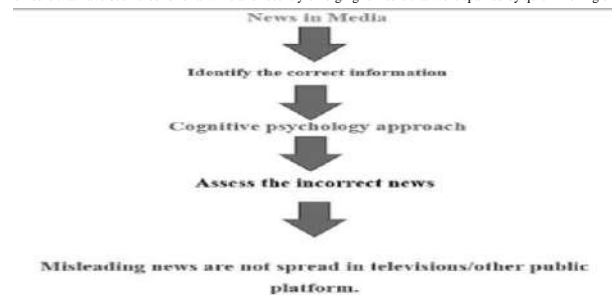 News in Media
Identify the correct information
Cognitive psychology approach
Assess the incorrect news
Misleading news are not spread in televisions/other public
platform.